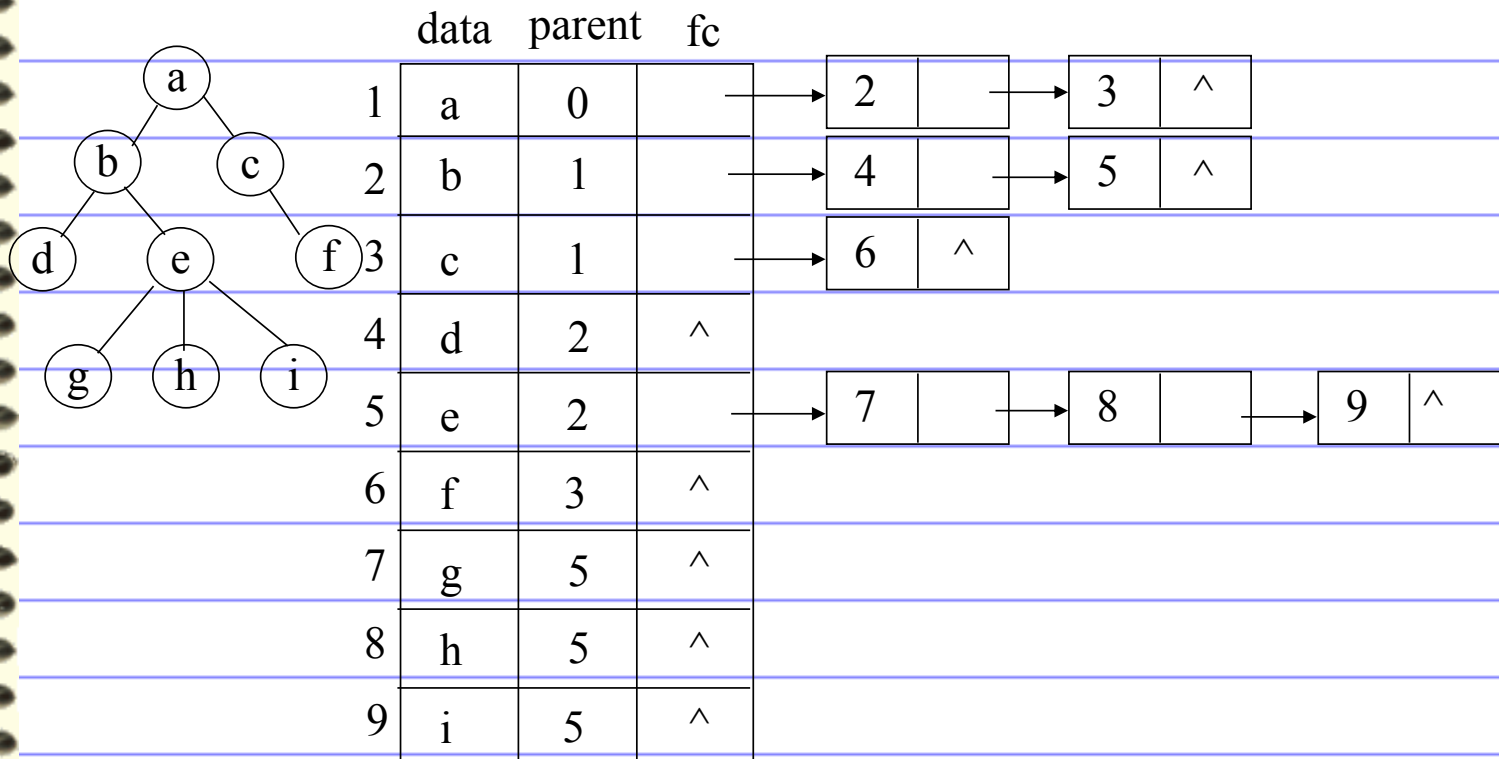 data parent fc
a
b c
d e f
g h i
1 a 0 2 3 ^
2 b 1 4 5 ^
3 c 1 6 ^
4 d 2 ^
5 e 2 7 8 9 ^
6 f 3 ^
7 g 5 ^
8 h 5 ^
9 i 5 ^